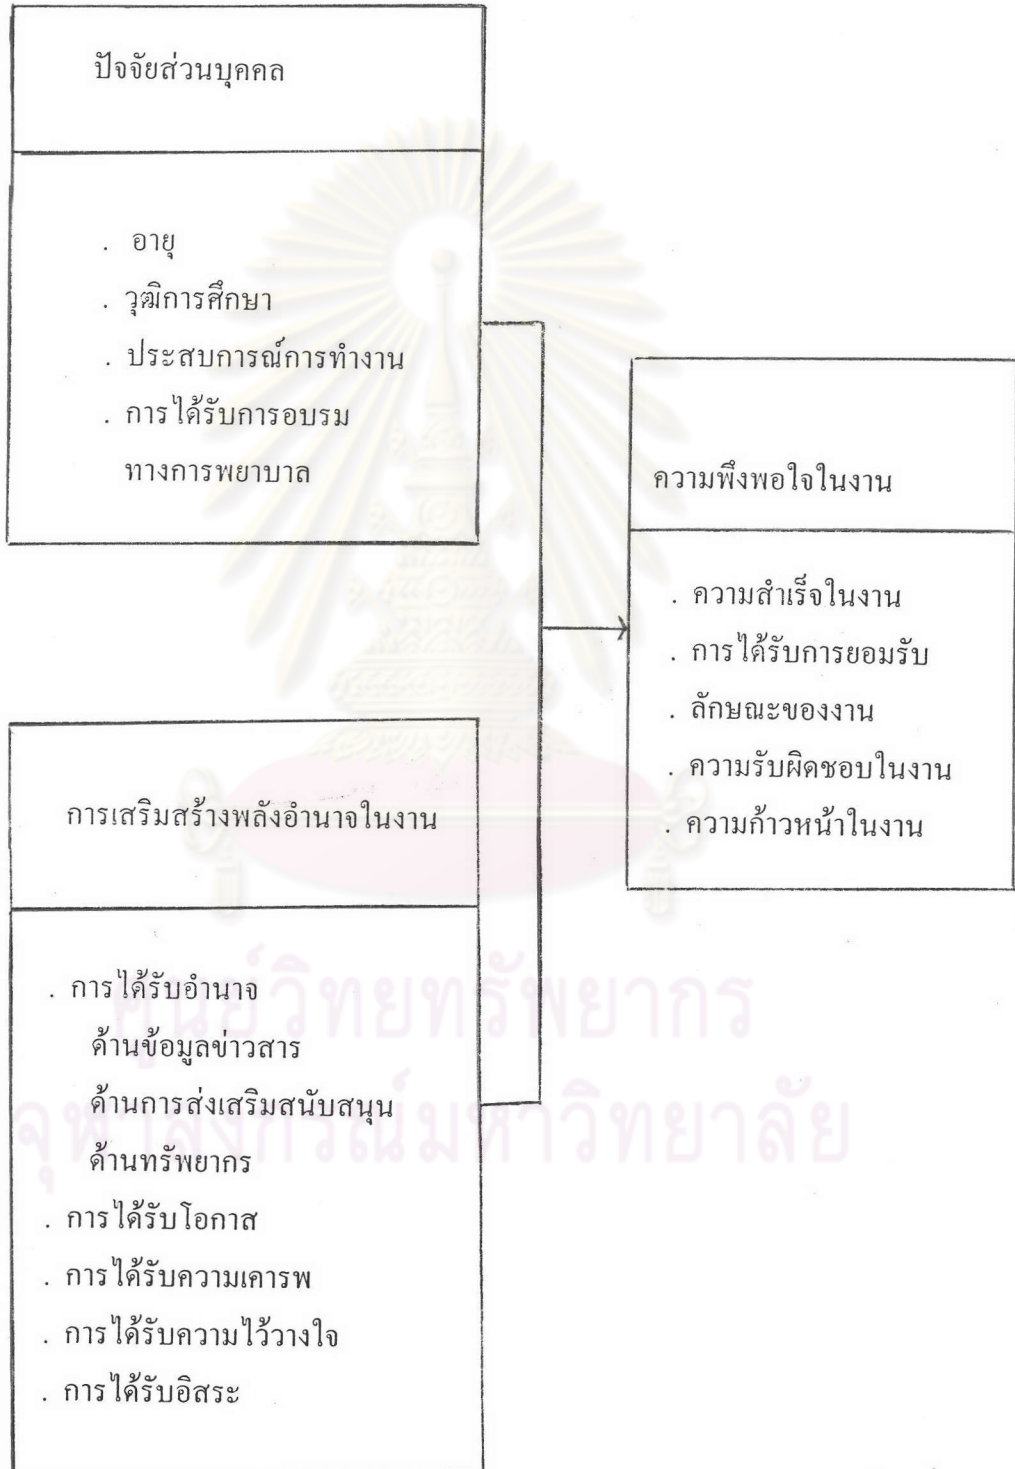 ปัจจัยส่วนบุคคล
. อายุ
. วุฒิการศึกษา
. ประสบการณ์การทำงาน
. การได้รับการอบรม
ทางการพยาบาล
ความพึงพอใจในงาน
. ความสำเร็จในงาน
. การได้รับการยอมรับ
. ลักษณะของงาน
. ความรับผิดชอบในงาน
. ความก้าวหน้าในงาน
การเสริมสร้างพลังอำนาจในงาน
. การได้รับอำนาจ
ด้านข้อมูลข่าวสาร
ด้านการส่งเสริมสนับสนุน
ด้านทรัพยากร
. การได้รับโอกาส
. การได้รับความเคารพ
. การได้รับความไว้วางใจ
. การได้รับอิสระ
ศูนย์วิทยทรัพยากร
จุฬาลงกรณ์มหาวิทยาลัย